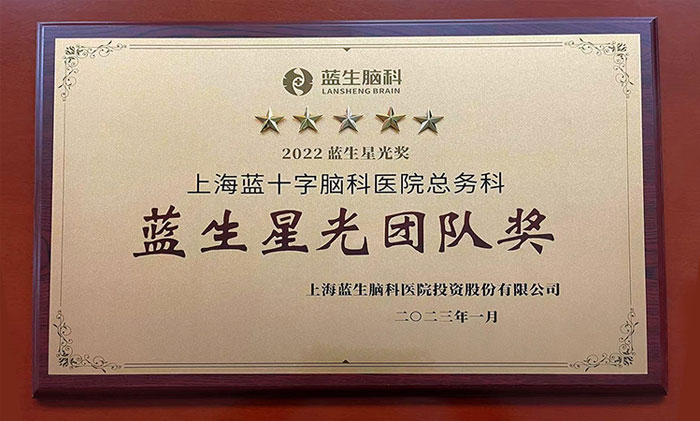 蓝生脑科
LANSHENG BRAIN
2022 蓝生星光奖
上海蓝十字脑科医院总务科
蓝生星光团队奖
上海蓝生脑科医院投资股份有限公司
二〇二三年一月